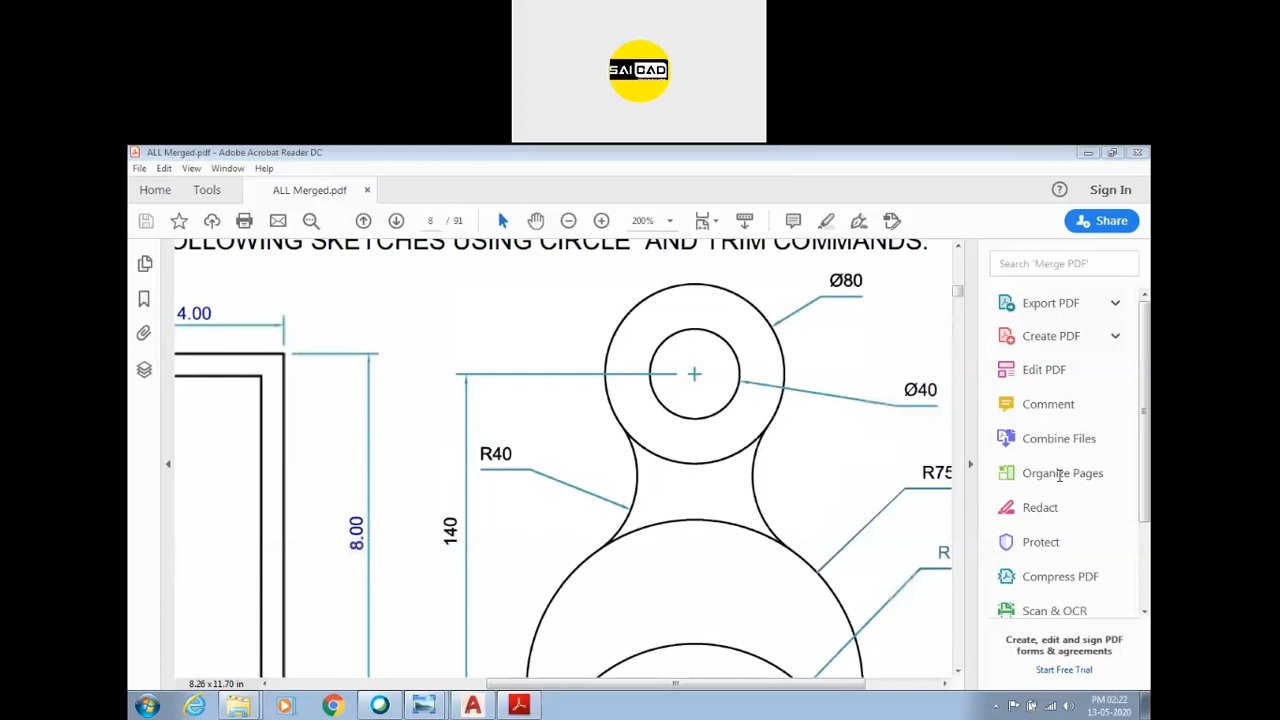 SAI CAD
ALL Merged.pdf - Adobe Acrobat Reader DC
File Edit View Window Help
Home Tools ALL Merged.pdf × Sign In
8 / 91 200% Share
OLLOWING SKETCHES USING CIRCLE AND TRIM COMMANDS.
4.00
Ø80
Ø40
R40
R75
140
8.00
R
Search 'Merge PDF'
Export PDF
Create PDF
Edit PDF
Comment
Combine Files
Organize Pages
Redact
Protect
Compress PDF
Scan & OCR
Create, edit and sign PDF
forms & agreements
Start Free Trial
8.26 x 11.70 in
PM 02:22
13-05-2020